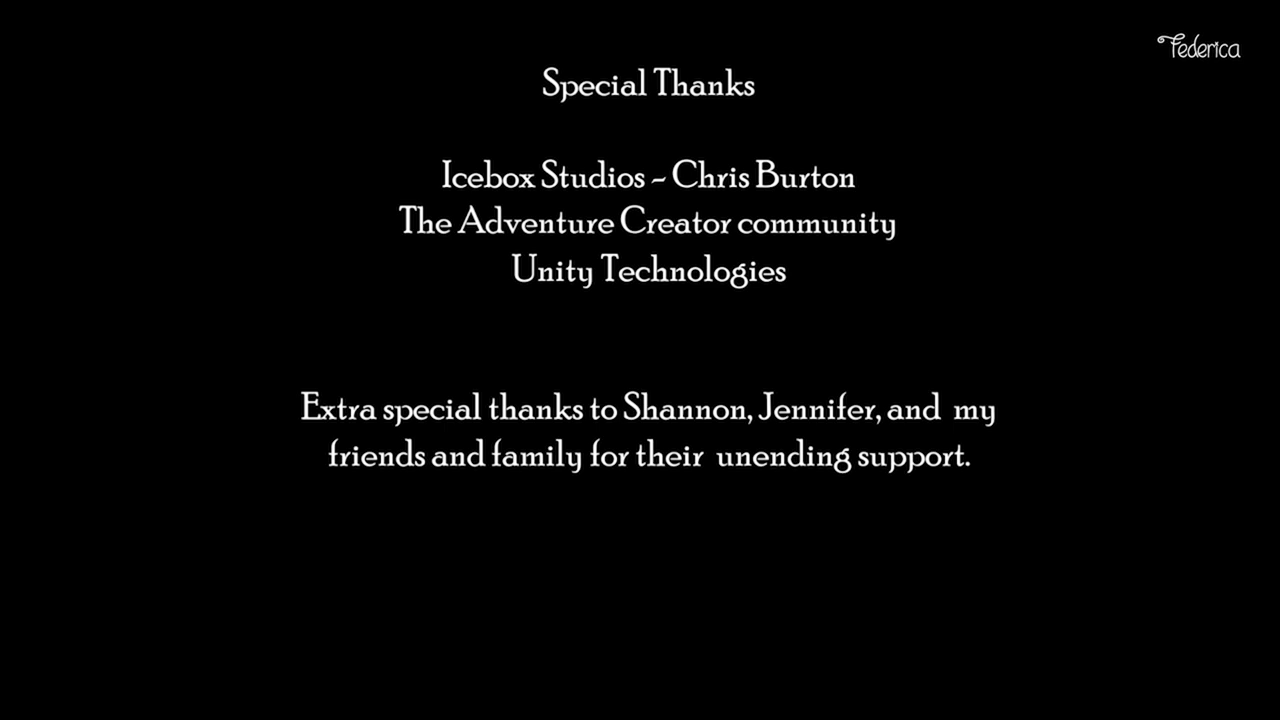 Federica
Special Thanks
Icebox Studios - Chris Burton
The Adventure Creator community
Unity Technologies
Extra special thanks to Shannon, Jennifer, and my
friends and family for their unending support.